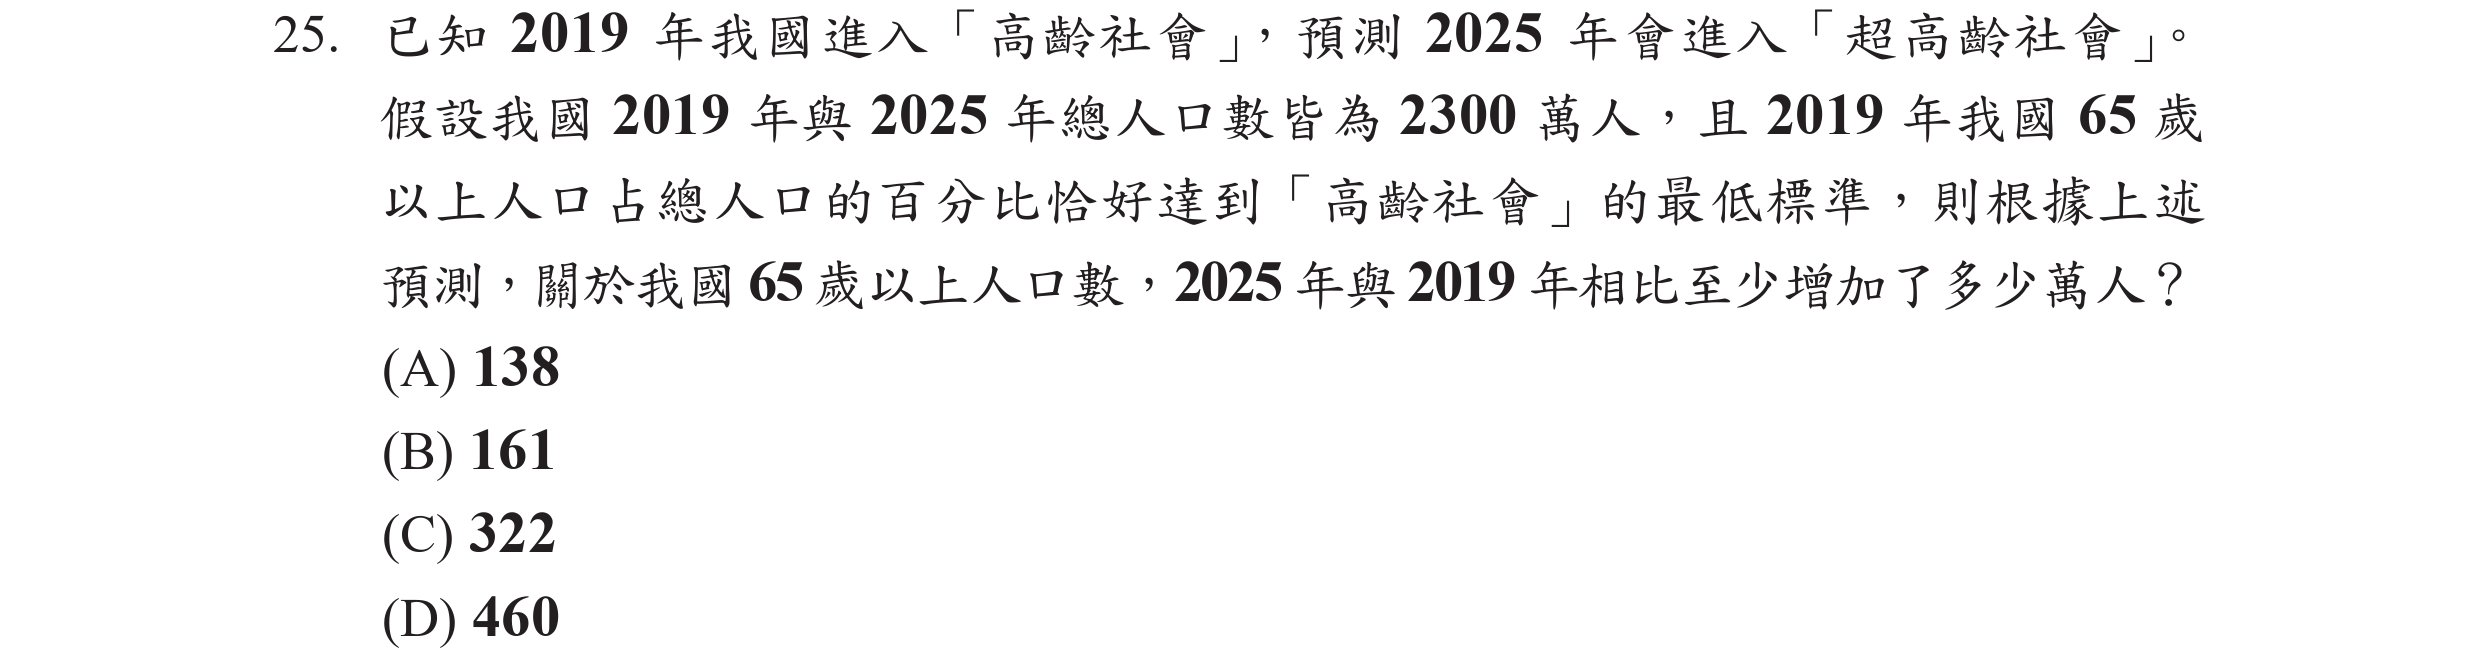 25. 已知 2019 年我國進入「高齡社會」，預測 2025 年會進入「超高齡社會」。
假設我國 2019 年與 2025 年總人口數皆為 2300 萬人，且 2019 年我國 65 歲
以上人口占總人口的百分比恰好達到「高齡社會」的最低標準，則根據上述
預測，關於我國 65 歲以上人口數，2025 年與 2019 年相比至少增加了多少萬人？
(A) 138
(B) 161
(C) 322
(D) 460